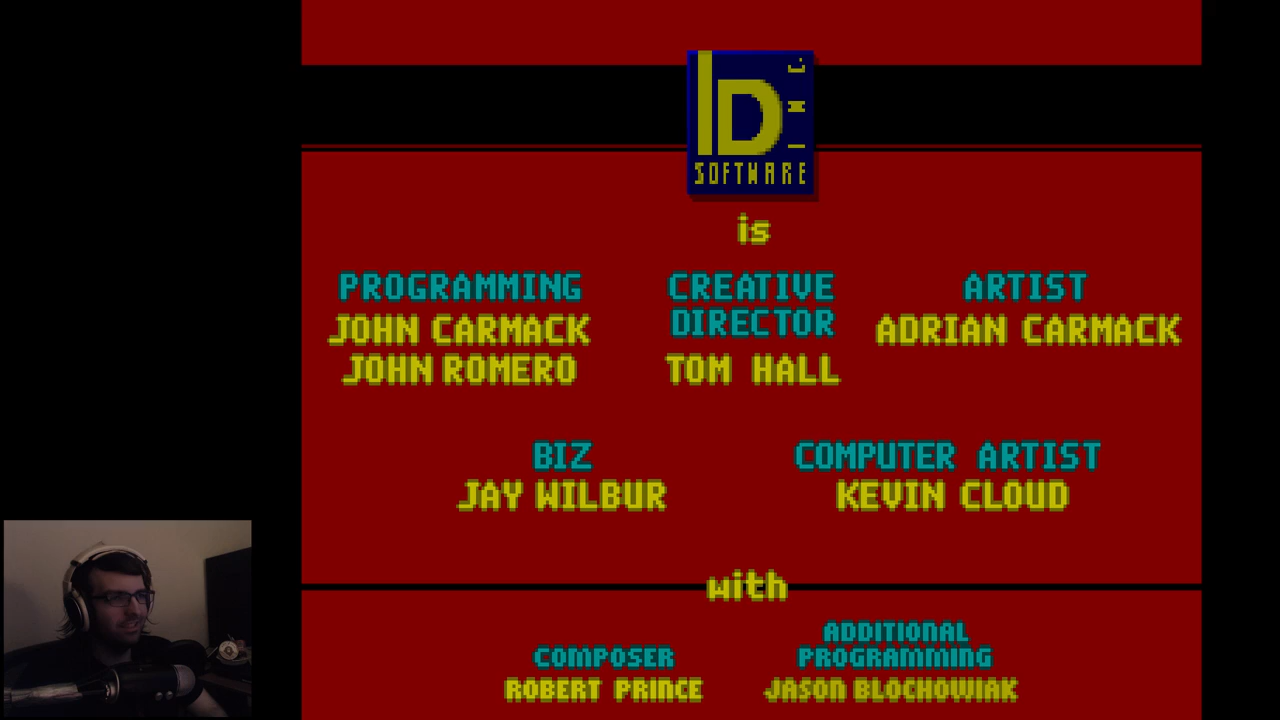 ID
INC
SOFTWARE
is
PROGRAMMING
JOHN CARMACK
JOHN ROMERO
CREATIVE
DIRECTOR
TOM HALL
ARTIST
ADRIAN CARMACK
BIZ
JAY WILBUR
COMPUTER ARTIST
KEVIN CLOUD
with
COMPOSER
ROBERT PRINCE
ADDITIONAL
PROGRAMMING
JASON BLOCHOWIAK